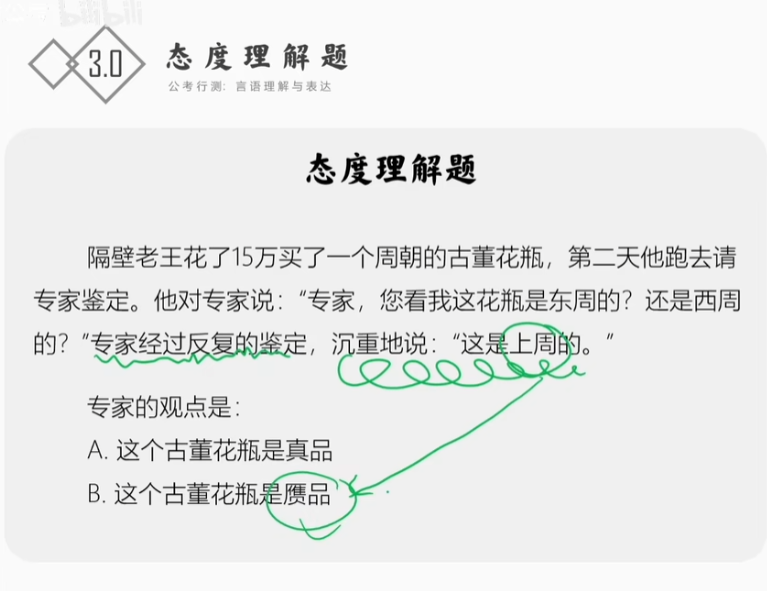 bilibili
3.0
态度理解题
公考行测：言语理解与表达
态度理解题
隔壁老王花了15万买了一个周朝的古董花瓶，第二天他跑去请
专家鉴定。他对专家说：“专家，您看我这花瓶是东周的？还是西周
的？”专家经过反复的鉴定，沉重地说：“这是上周的。”
专家的观点是：
A. 这个古董花瓶是真品
B. 这个古董花瓶是赝品